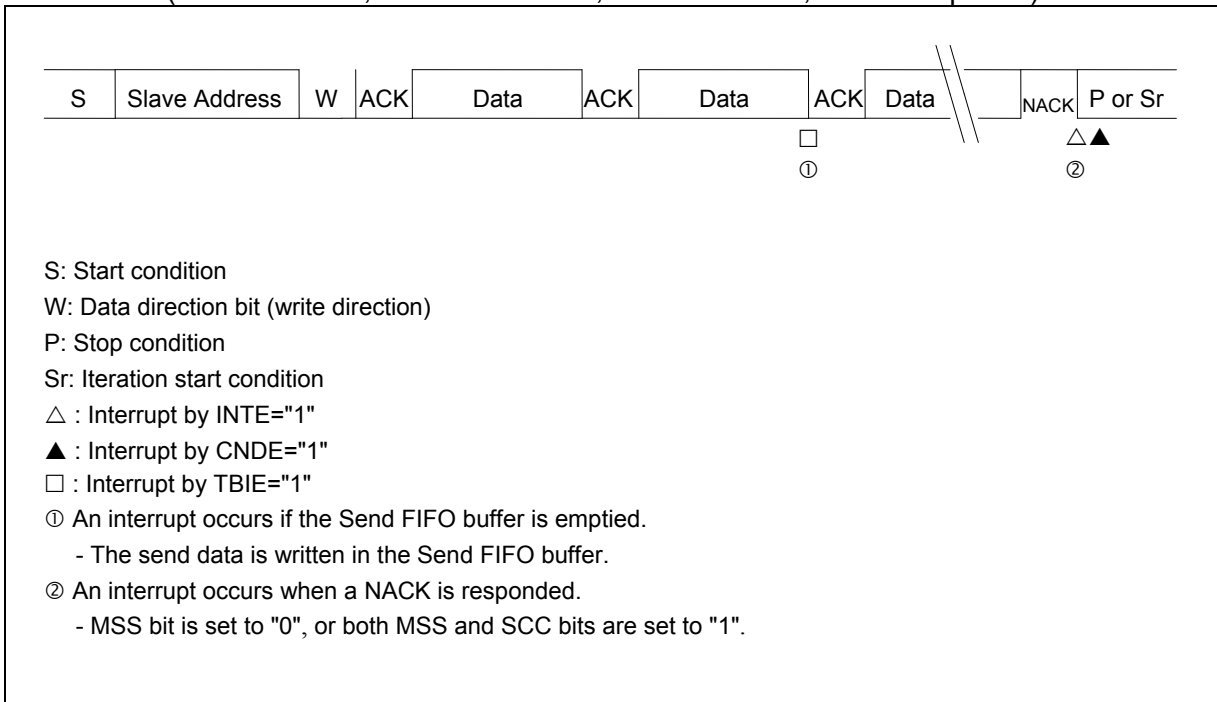 S Slave Address W ACK Data ACK Data ACK Data NACK P or Sr
□ △▲
① ②
S: Start condition
W: Data direction bit (write direction)
P: Stop condition
Sr: Iteration start condition
△ : Interrupt by INTE="1"
▲ : Interrupt by CNDE="1"
□ : Interrupt by TBIE="1"
① An interrupt occurs if the Send FIFO buffer is emptied.
- The send data is written in the Send FIFO buffer.
② An interrupt occurs when a NACK is responded.
- MSS bit is set to "0", or both MSS and SCC bits are set to "1".